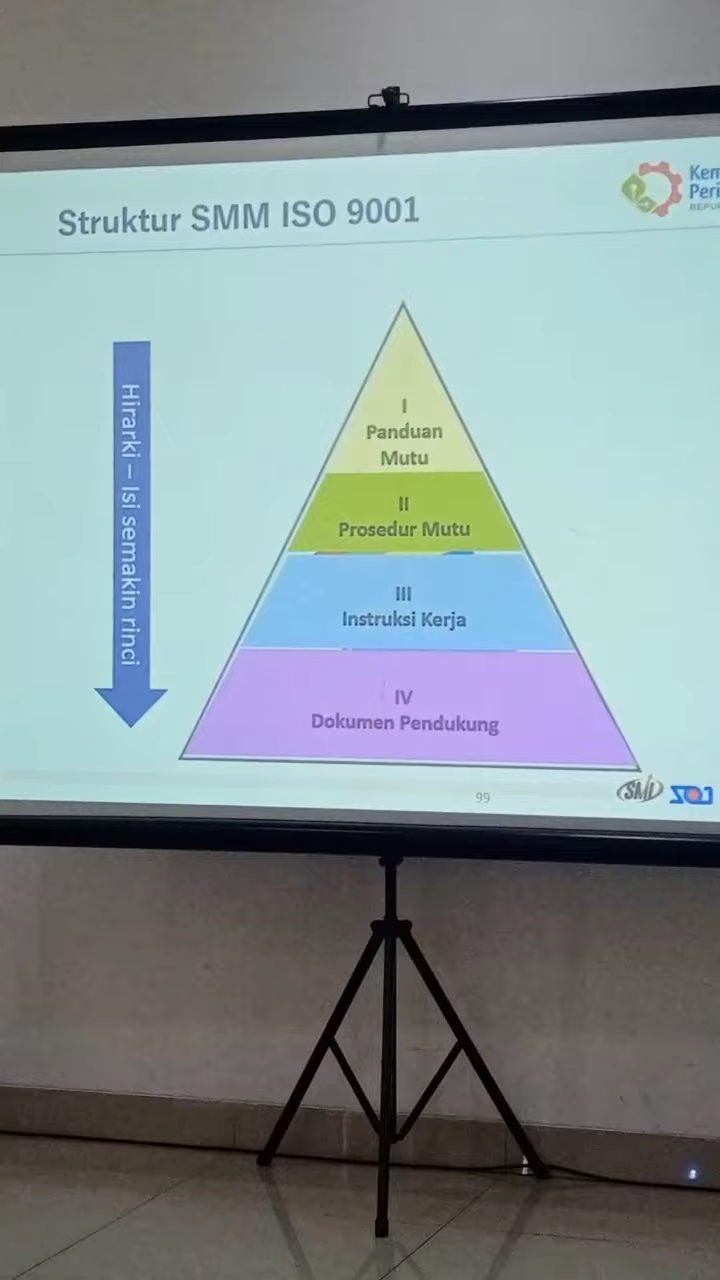 Struktur SMM ISO 9001
Hirarki – Isi semakin rinci
I
Panduan
Mutu
II
Prosedur Mutu
III
Instruksi Kerja
IV
Dokumen Pendukung
99